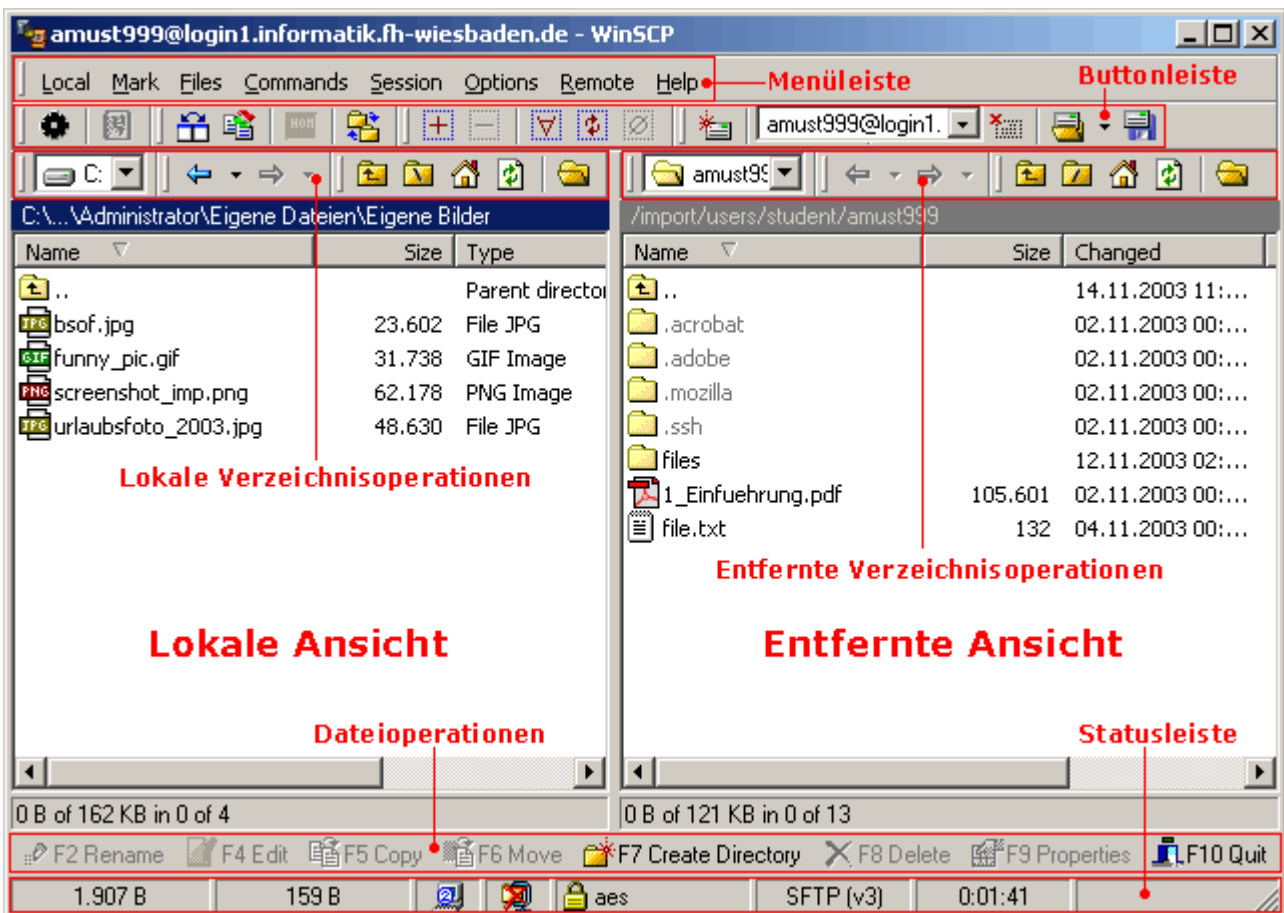 amust999@login1.informatik.fh-wiesbaden.de - WinSCP
Local Mark Files Commands Session Options Remote Help Menüleiste Buttonleiste
HOM amust999@login1.
C: amust9
C:\...\Administrator\Eigene Dateien\Eigene Bilder
/import/users/student/amust999
Name Size Type
.. Parent director
JPG bsof.jpg 23.602 File JPG
GIF funny_pic.gif 31.738 GIF Image
PNG screenshot_imp.png 62.178 PNG Image
JPG urlaubsfoto_2003.jpg 48.630 File JPG
Lokale Verzeichnisoperationen
Lokale Ansicht
Dateioperationen
0 B of 162 KB in 0 of 4
Name Size Changed
.. 14.11.2003 11:...
.acrobat 02.11.2003 00:...
.adobe 02.11.2003 00:...
.mozilla 02.11.2003 00:...
.ssh 02.11.2003 00:...
files 12.11.2003 02:...
1_Einfuehrung.pdf 105.601 02.11.2003 00:...
file.txt 132 04.11.2003 00:...
Entfernte Verzeichnisoperationen
Entfernte Ansicht
Statusleiste
0 B of 121 KB in 0 of 13
F2 Rename F4 Edit F5 Copy F6 Move F7 Create Directory F8 Delete F9 Properties F10 Quit
1.907 B 159 B aes SFTP (v3) 0:01:41